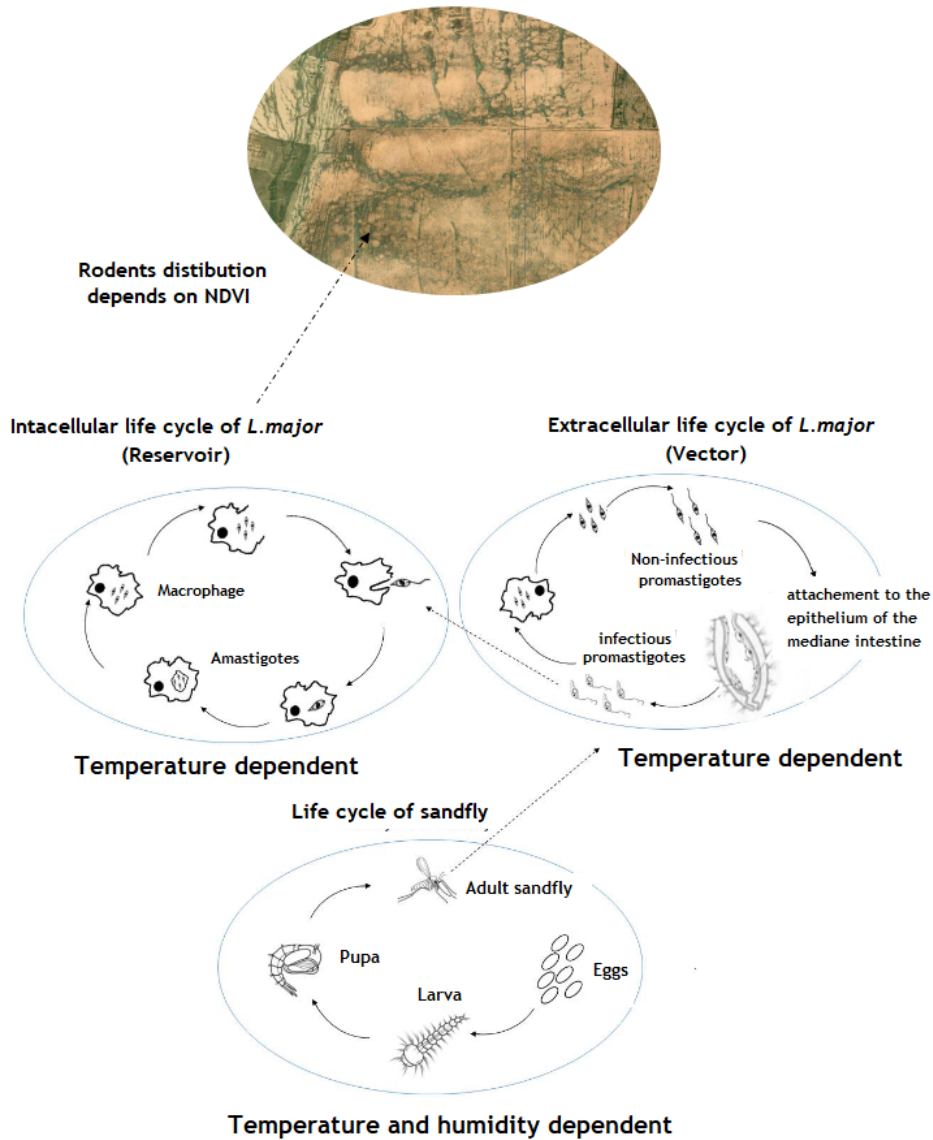 Rodents distibution
depends on NDVI
Intacellular life cycle of L.major
(Reservoir)
Extracellular life cycle of L.major
(Vector)
Macrophage
Amastigotes
Non-infectious
promastigotes
attachement to the
epithelium of the
mediane intestine
infectious
promastigotes
Temperature dependent
Temperature dependent
Life cycle of sandfly
Adult sandfly
Pupa
Eggs
Larva
Temperature and humidity dependent